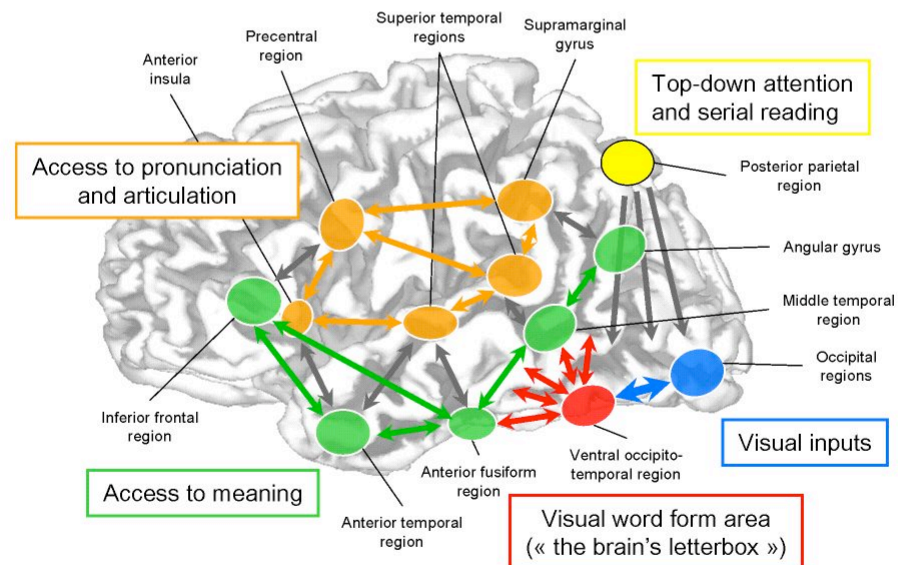 Superior temporal
regions
Supramarginal
gyrus
Precentral
region
Anterior
insula
Top-down attention
and serial reading
Access to pronunciation
and articulation
Posterior parietal
region
Angular gyrus
Middle temporal
region
Occipital
regions
Inferior frontal
region
Visual inputs
Anterior fusiform
region
Ventral occipito-
temporal region
Access to meaning
Anterior temporal
region
Visual word form area
(« the brain's letterbox »)